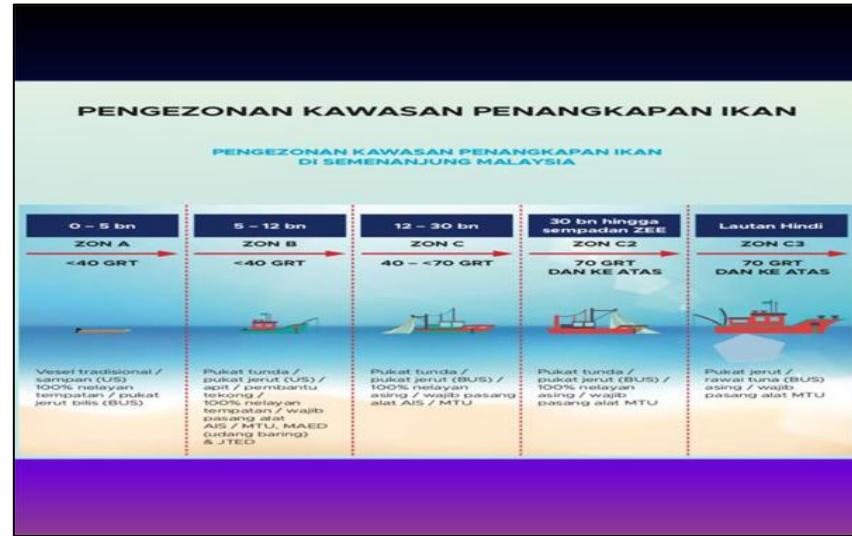 PENGEZONAN KAWASAN PENANGKAPAN IKAN
PENGEZONAN KAWASAN PENANGKAPAN IKAN
DI SEMENANJUNG MALAYSIA
0 – 5 bn
ZON A
<40 GRT
Vesel tradisional /
sampan (US)
100% nelayan
tempatan / pukat
jerut bilis (BUS)
5 – 12 bn
ZON B
<40 GRT
Pukat tunda /
pukat jerut (US) /
apit / pembantu
tekong /
100% nelayan
tempatan / wajib
pasang alat
AIS / MTU, MAED
(udang baring)
& JTED
12 – 30 bn
ZON C
40 – <70 GRT
Pukat tunda /
pukat jerut (BUS) /
100% nelayan
asing / wajib pasang
alat AIS / MTU
30 bn hingga
sempadan ZEE
ZON C2
70 GRT
DAN KE ATAS
Pukat tunda /
pukat jerut (BUS) /
100% nelayan
asing / wajib
pasang alat MTU
Lautan Hindi
ZON C3
70 GRT
DAN KE ATAS
Pukat jerut /
rawai tuna (BUS)
asing / wajib
pasang alat MTU